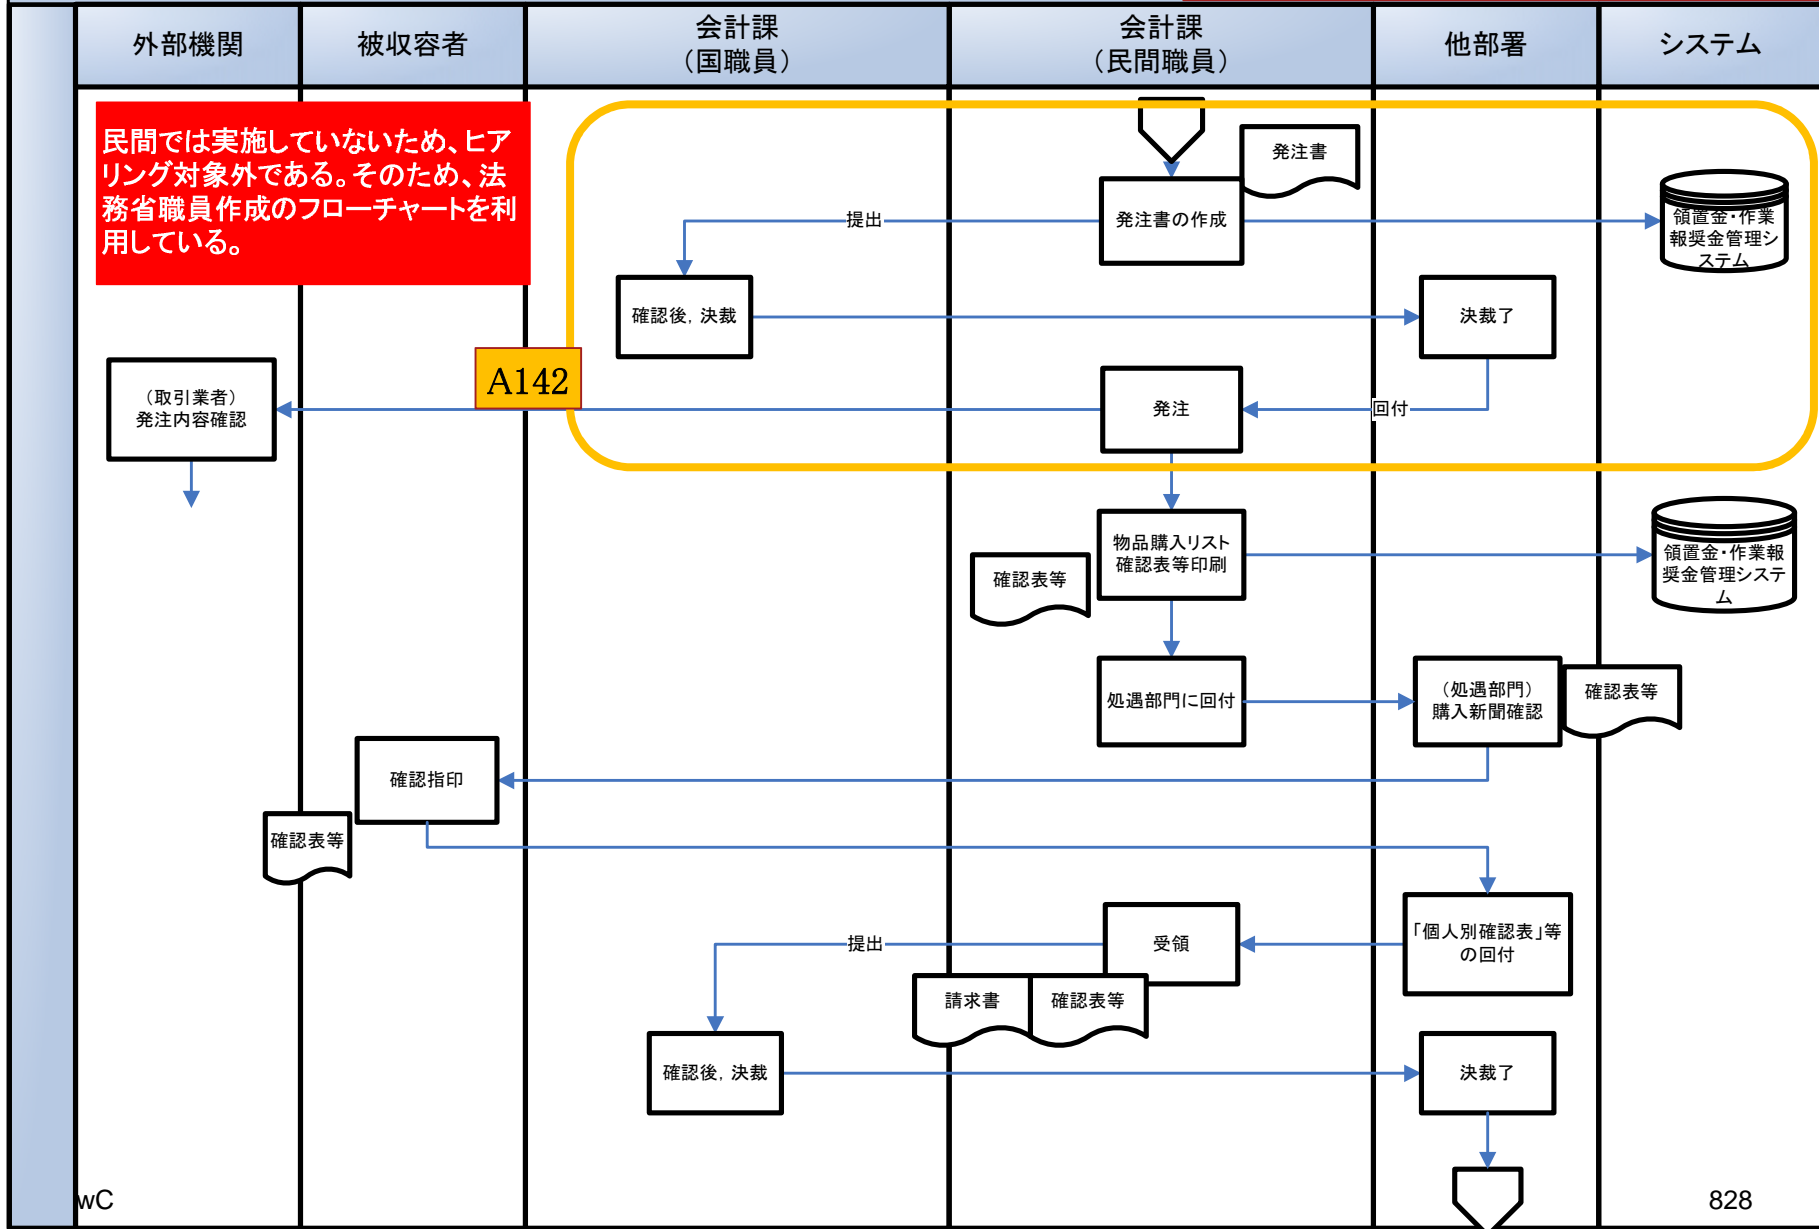 外部機関
被収容者
会計課
（国職員）
会計課
（民間職員）
他部署
システム
民間では実施していないため、ヒア
リング対象外である。そのため、法
務省職員作成のフローチャートを利
用している。
発注書
発注書の作成
提出
領置金・作業
報奨金管理シ
ステム
確認後，決裁
決裁了
A142
（取引業者）
発注内容確認
発注
回付
物品購入リスト
確認表等印刷
確認表等
領置金・作業報
奨金管理システ
ム
処遇部門に回付
（処遇部門）
購入新聞確認
確認表等
確認指印
確認表等
「個人別確認表」等
の回付
受領
提出
請求書
確認表等
確認後，決裁
決裁了
wC
828